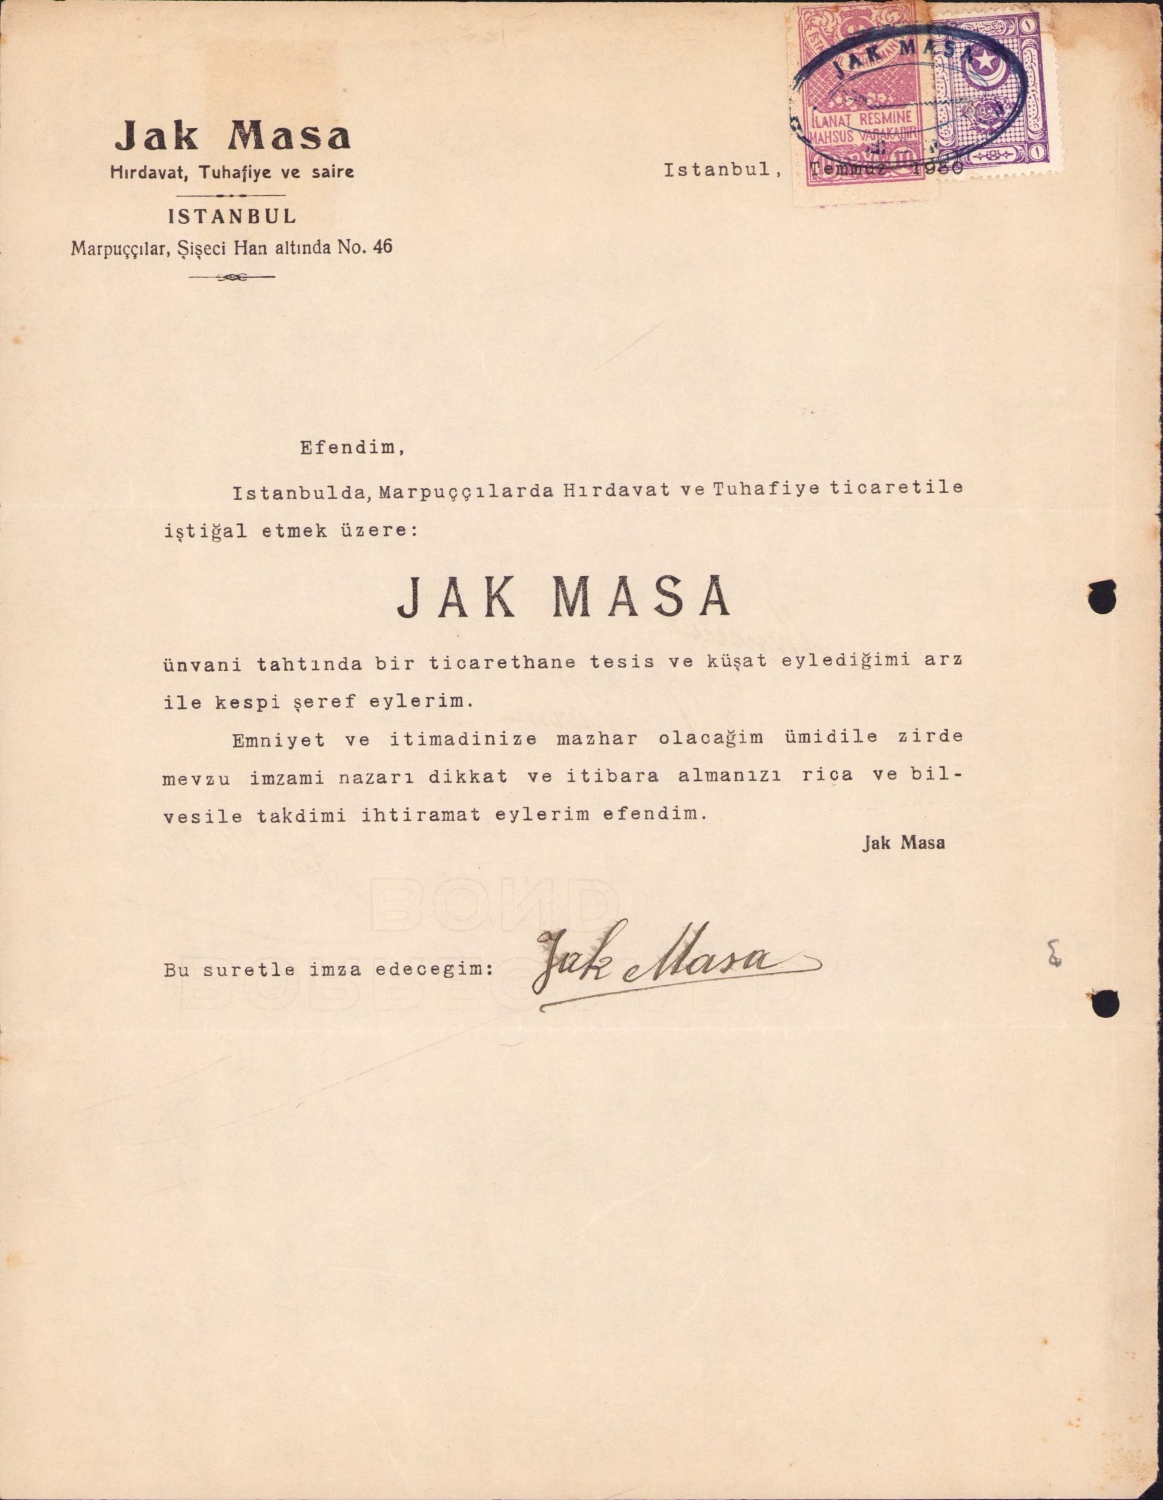 Jak Masa
Hırdavat, Tuhafiye ve saire
ISTANBUL
Marpuççılar, Şişeci Han altında No. 46
JAK MASA
İLANAT RESMİNE
MAHSUS VARAKADIR
Istanbul, Temmuz 1930
Efendim,
Istanbulda, Marpuççılarda Hırdavat ve Tuhafiye ticaretile
iştiğal etmek üzere:
JAK MASA
ünvani tahtında bir ticarethane tesis ve küşat eylediğimi arz
ile kespi şeref eylerim.
Emniyet ve itimadinize mazhar olacağim ümidile zirde
mevzu imzami nazarı dikkat ve itibara almanızı rica ve bil-
vesile takdimi ihtiramat eylerim efendim.
Jak Masa
BOND
Bu suretle imza edecegim: Jak Masa